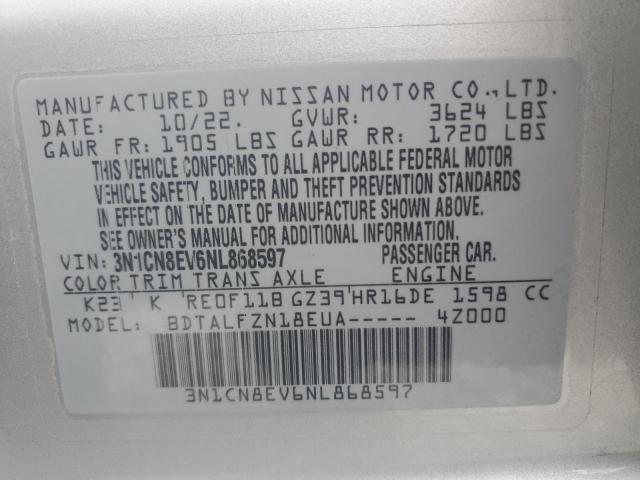 MANUFACTURED BY NISSAN MOTOR CO., LTD.
DATE: 10/22. GVWR: 3624 LBS
GAWR FR: 1905 LBS GAWR RR: 1720 LBS
THIS VEHICLE CONFORMS TO ALL APPLICABLE FEDERAL MOTOR
VEHICLE SAFETY, BUMPER AND THEFT PREVENTION STANDARDS
IN EFFECT ON THE DATE OF MANUFACTURE SHOWN ABOVE.
SEE OWNER'S MANUAL FOR ADDITIONAL INFORMATION.
VIN: 3N1CN8EV6NL868597 PASSENGER CAR.
COLOR TRIM TRANS AXLE ENGINE
K23 K RE0F11B GZ39 HR16DE 1598 CC
MODEL: BDTALFZN18EUA----- 4Z000
3N1CN8EV6NL868597